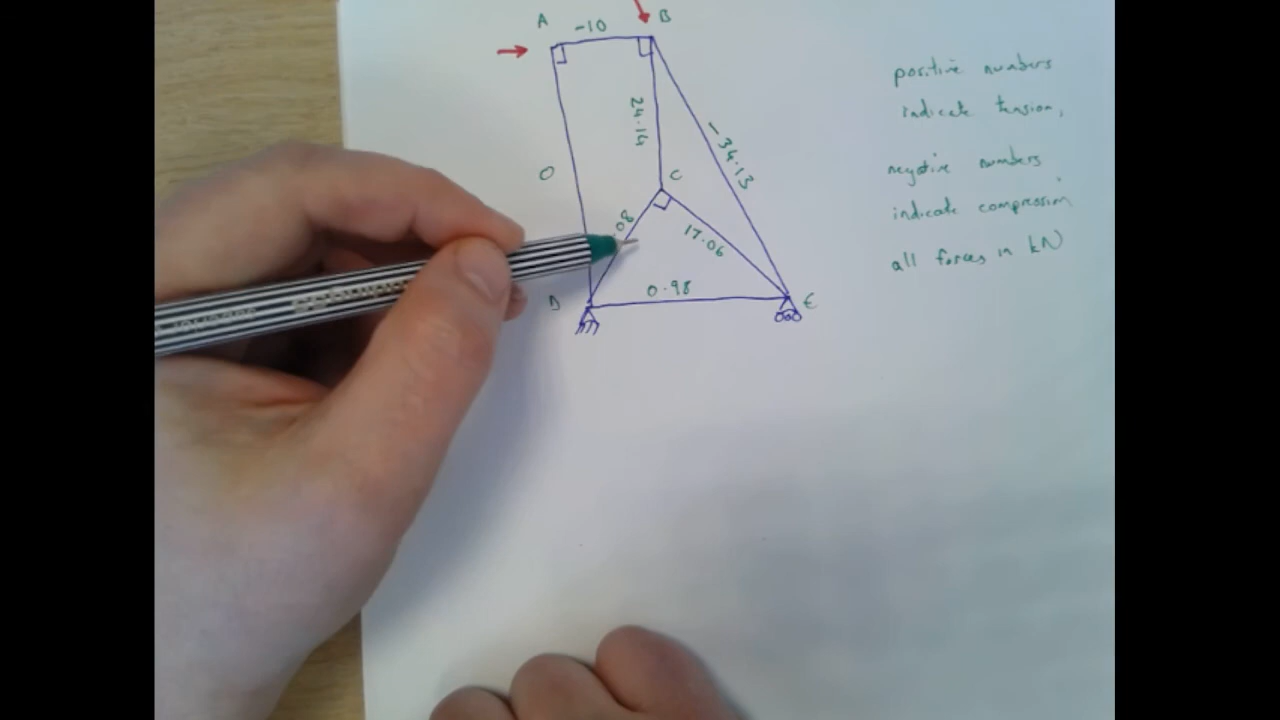 A
-10
B
24.14
-34.13
0
C
.08
17.06
D
0.98
E
positive numbers
indicate tension,
negative numbers
indicate compression,
all forces in kN